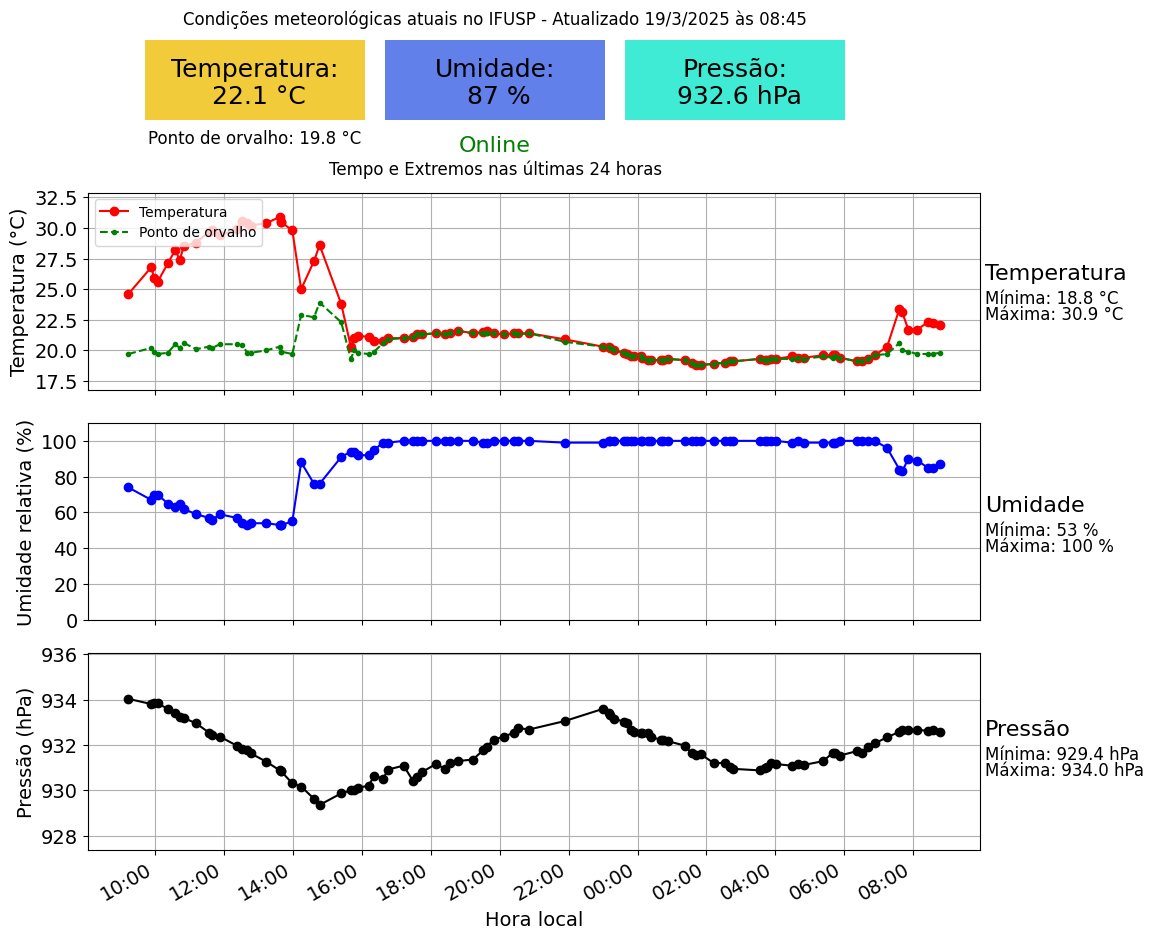 Condições meteorológicas atuais no IFUSP - Atualizado 19/3/2025 às 08:45
Temperatura:
22.1 °C
Umidade:
87 %
Pressão:
932.6 hPa
Ponto de orvalho: 19.8 °C
Online
Tempo e Extremos nas últimas 24 horas
Temperatura (°C)
32.5
30.0
27.5
25.0
22.5
20.0
17.5
Temperatura
Ponto de orvalho
Temperatura
Mínima: 18.8 °C
Máxima: 30.9 °C
Umidade relativa (%)
100
80
60
40
20
0
Umidade
Mínima: 53 %
Máxima: 100 %
Pressão (hPa)
936
934
932
930
928
Pressão
Mínima: 929.4 hPa
Máxima: 934.0 hPa
10:00 12:00 14:00 16:00 18:00 20:00 22:00 00:00 02:00 04:00 06:00 08:00
Hora local